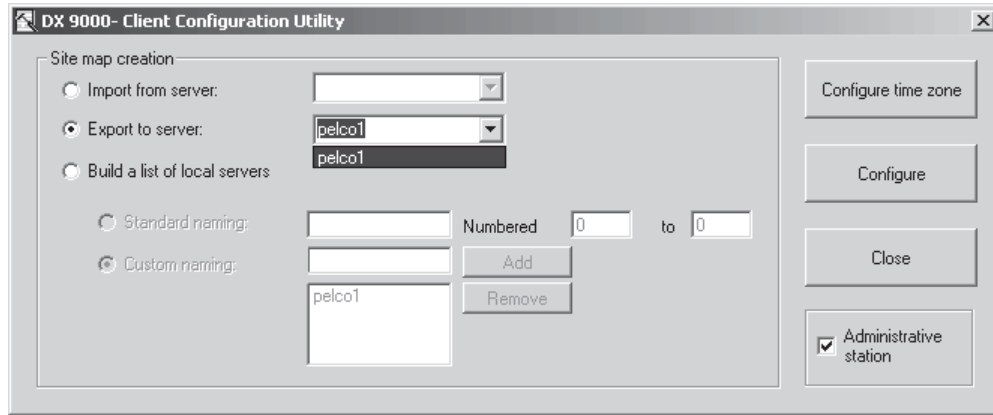 DX 9000- Client Configuration Utility
Site map creation
Import from server:
Export to server: pelco1
pelco1
Build a list of local servers
Standard naming: Numbered 0 to 0
Custom naming: Add
pelco1 Remove
Configure time zone
Configure
Close
Administrative
station